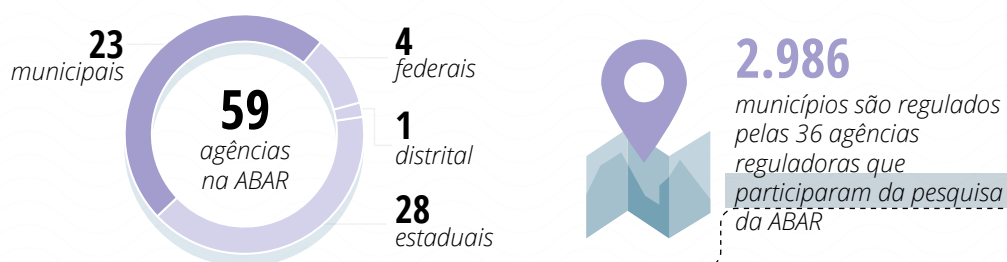 23
municipais
59
agências
na ABAR
4
federais
1
distrital
28
estaduais
2.986
municípios são regulados
pelas 36 agências
reguladoras que
participaram da pesquisa
da ABAR